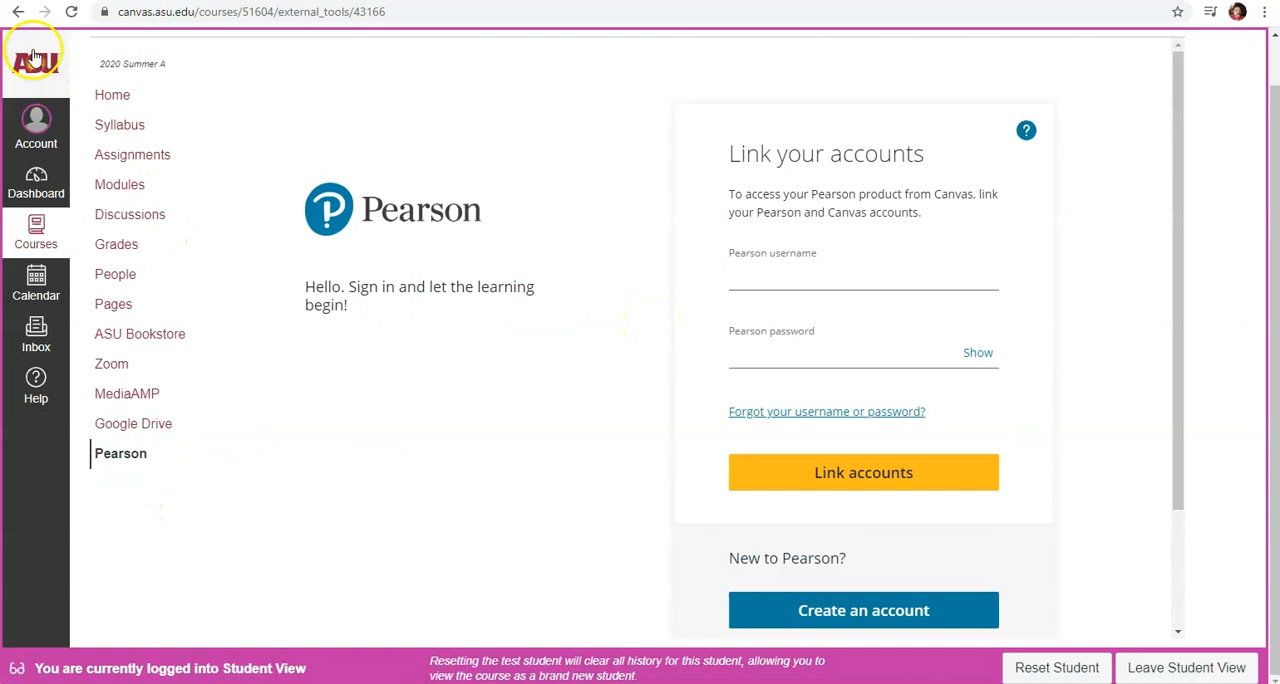 canvas.asu.edu/courses/51604/external_tools/43166
ASU
Account
Dashboard
Courses
Calendar
Inbox
Help
2020 Summer A
Home
Syllabus
Assignments
Modules
Discussions
Grades
People
Pages
ASU Bookstore
Zoom
MediaAMP
Google Drive
Pearson
P Pearson
Hello. Sign in and let the learning
begin!
?
Link your accounts
To access your Pearson product from Canvas, link
your Pearson and Canvas accounts.
Pearson username
Pearson password
Show
Forgot your username or password?
Link accounts
New to Pearson?
Create an account
You are currently logged into Student View
Resetting the test student will clear all history for this student, allowing you to
view the course as a brand new student.
Reset Student
Leave Student View